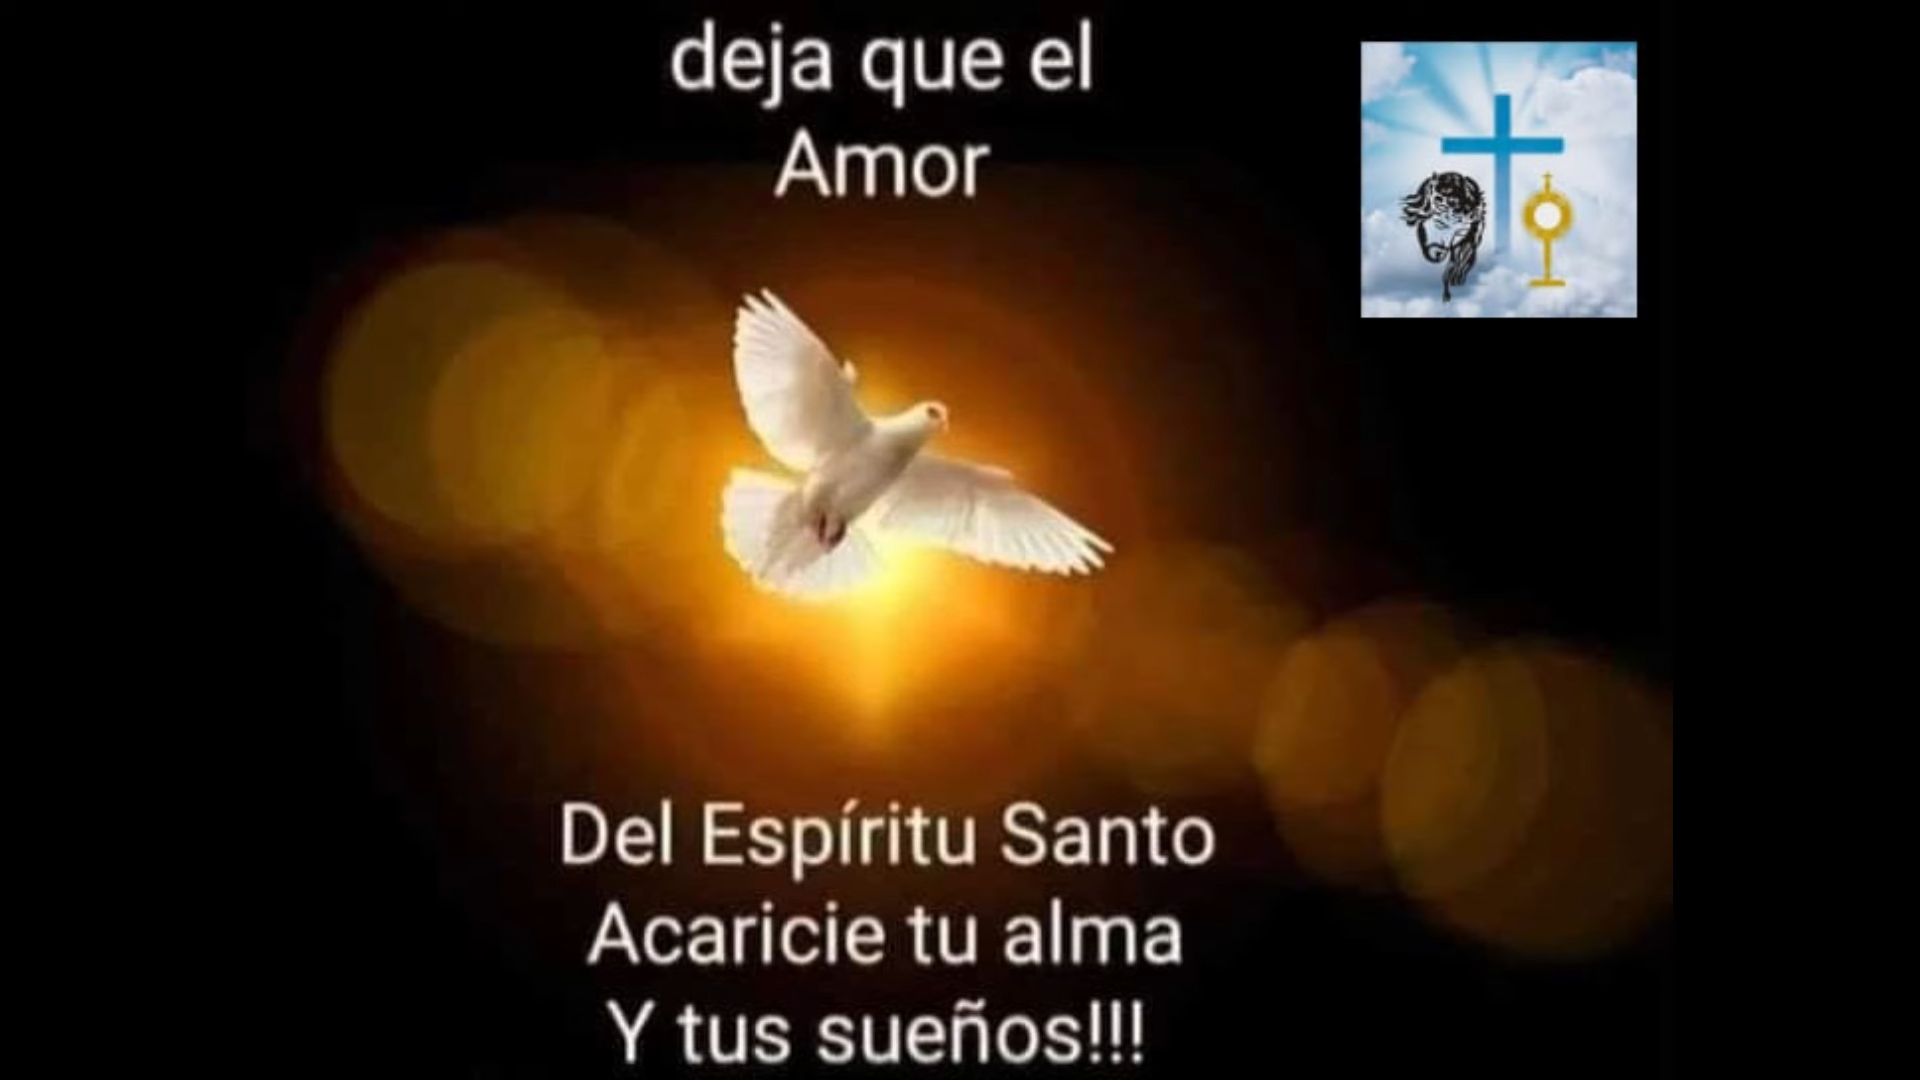 deja que el
Amor
Del Espíritu Santo
Acaricie tu alma
Y tus sueños!!!